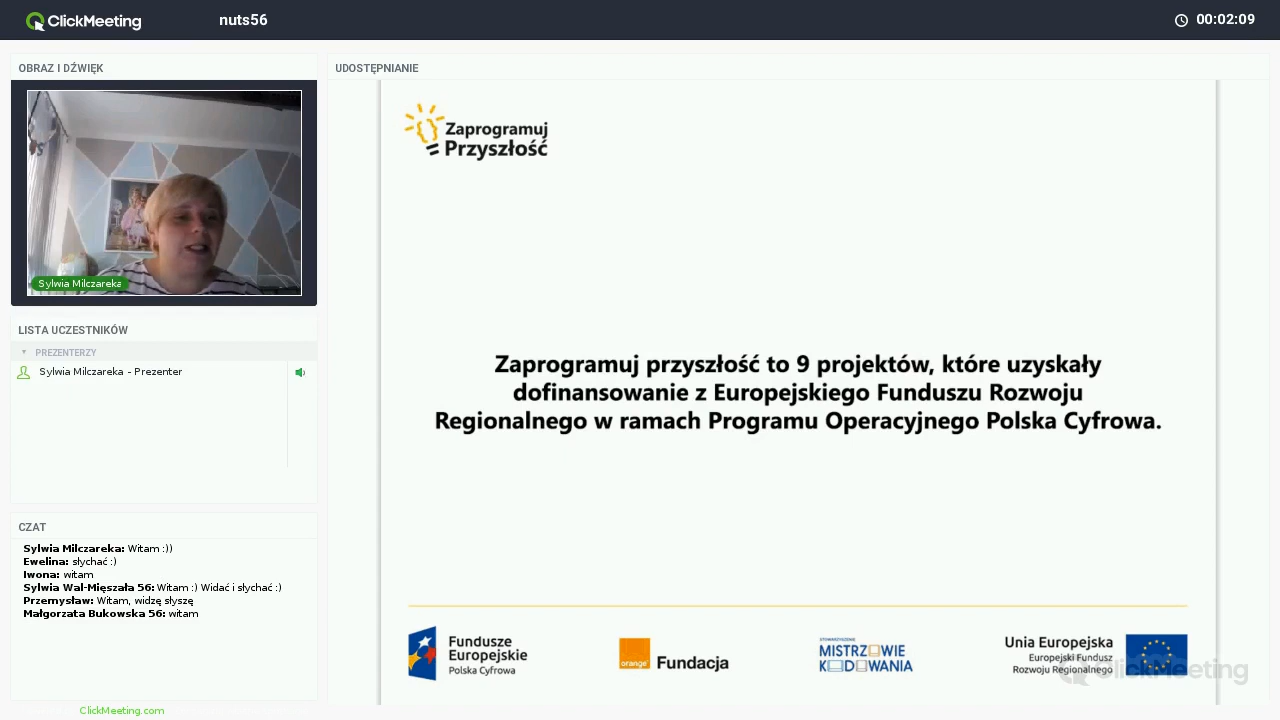 ClickMeeting
nuts56
00:02:09
OBRAZ I DŹWIĘK
Sylwia Milczareka
LISTA UCZESTNIKÓW
PREZENTERZY
Sylwia Milczareka - Prezenter
CZAT
Sylwia Milczareka: Witam :))
Ewelina: słychać :)
Iwona: witam
Sylwia Wal-Mięszała 56: Witam :) Widać i słychać :)
Przemysław: Witam, widzę słyszę
Małgorzata Bukowska 56: witam
ClickMeeting.com
UDOSTĘPNIANIE
Zaprogramuj
Przyszłość
Zaprogramuj przyszłość to 9 projektów, które uzyskały
dofinansowanie z Europejskiego Funduszu Rozwoju
Regionalnego w ramach Programu Operacyjnego Polska Cyfrowa.
Fundusze
Europejskie
Polska Cyfrowa
orange
Fundacja
STOWARZYSZENIE
MISTRZOWIE
KODOWANIA
Unia Europejska
Europejski Fundusz
Rozwoju Regionalnego
ClickMeeting